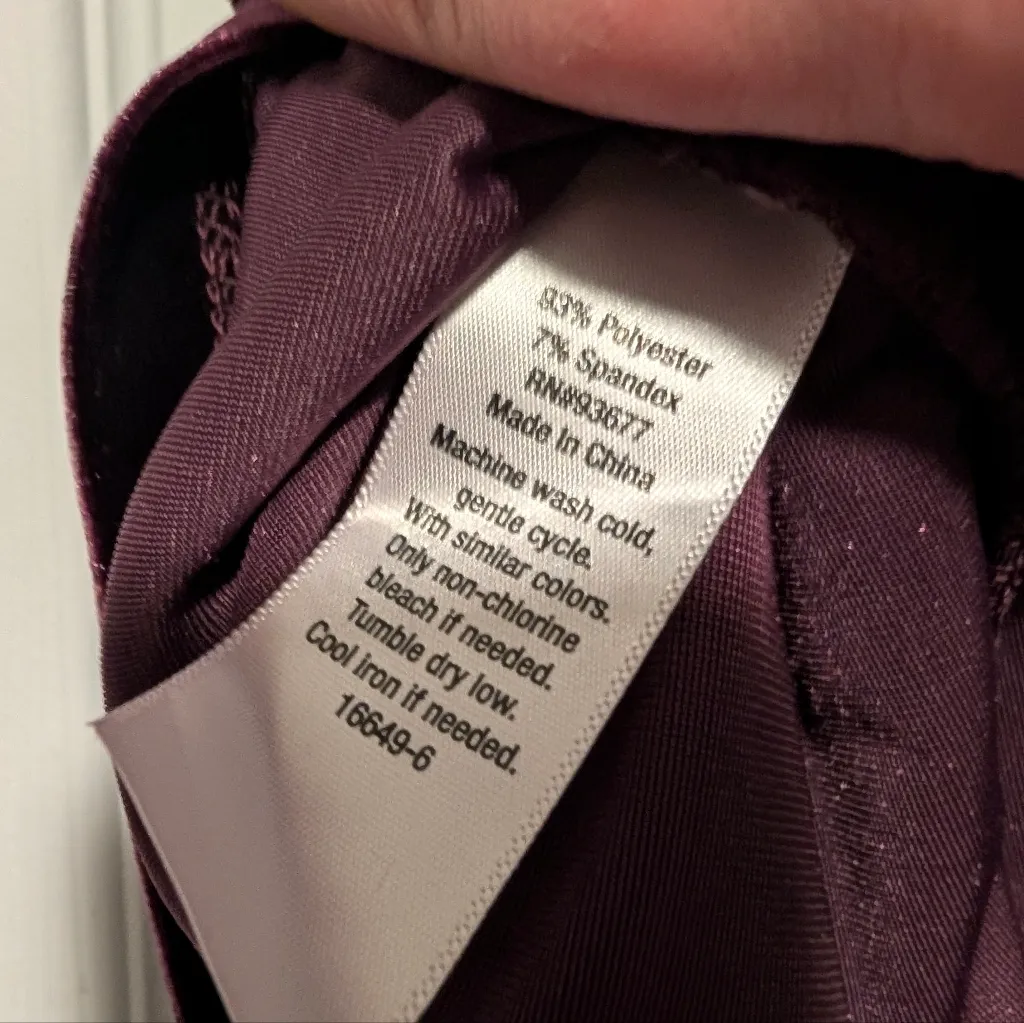 93% Polyester
7% Spandex
RN#93677
Made in China
Machine wash cold,
gentle cycle.
With similar colors.
Only non-chlorine
bleach if needed.
Tumble dry low.
Cool iron if needed.
16649-6